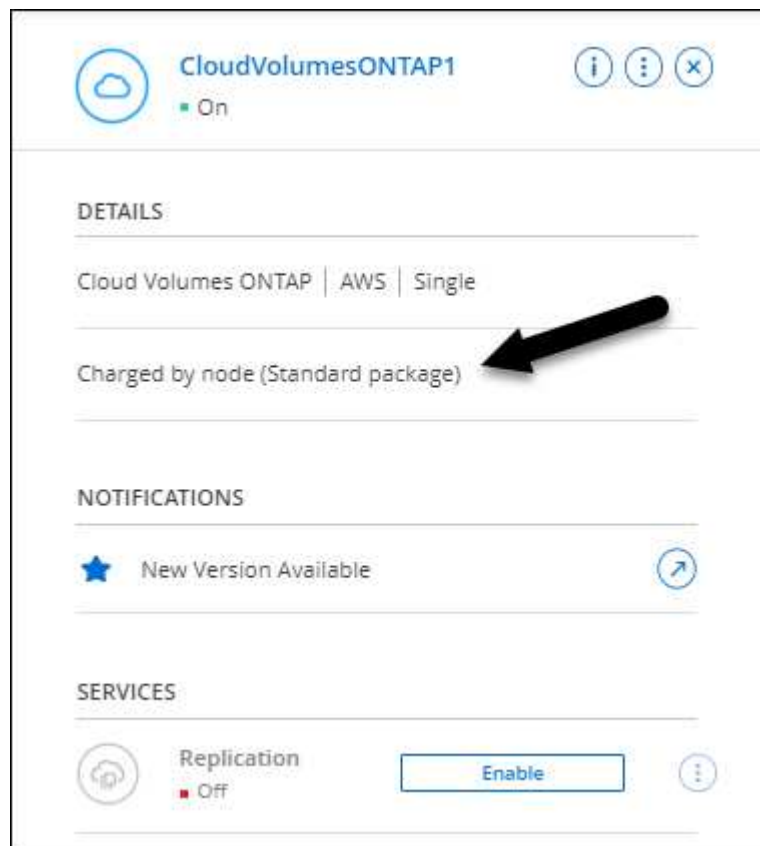 CloudVolumesONTAP1
On
DETAILS
Cloud Volumes ONTAP | AWS | Single
Charged by node (Standard package)
NOTIFICATIONS
New Version Available
SERVICES
Replication
Enable
Off